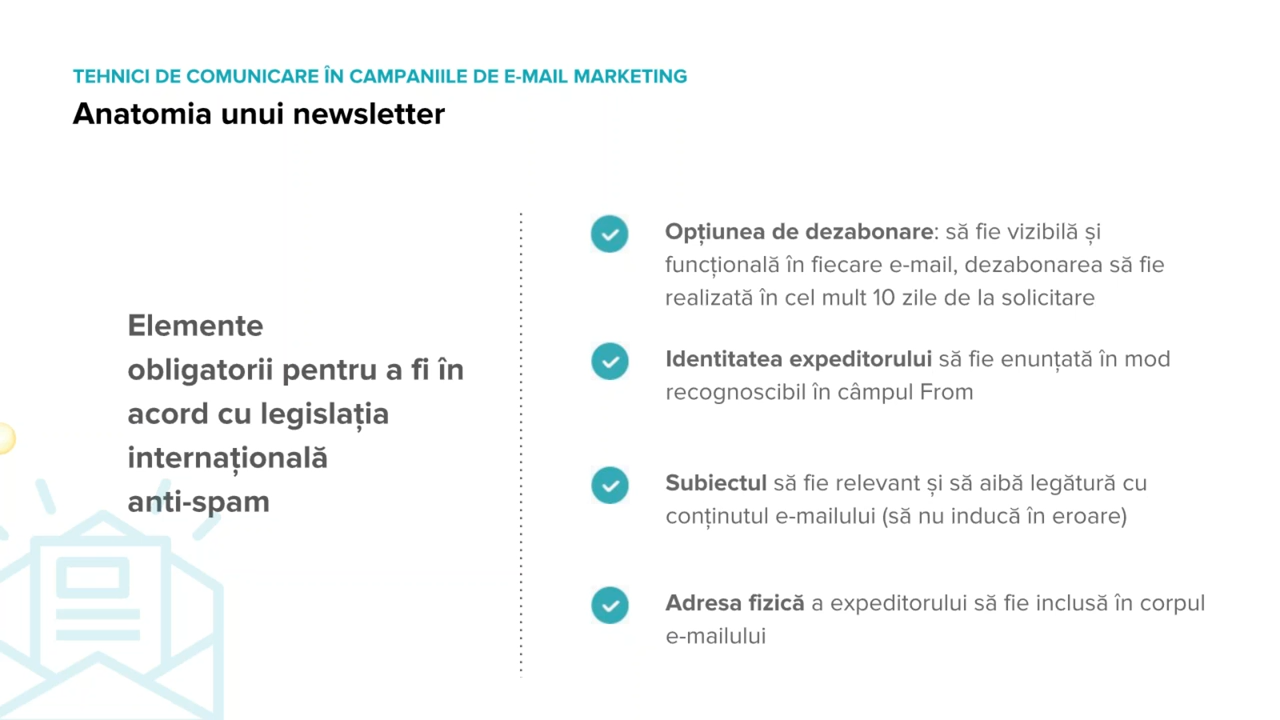 TEHNICI DE COMUNICARE ÎN CAMPANIILE DE E-MAIL MARKETING
Anatomia unui newsletter
Elemente
obligatorii pentru a fi în
acord cu legislația
internațională
anti-spam
Opțiunea de dezabonare: să fie vizibilă și
funcțională în fiecare e-mail, dezabonarea să fie
realizată în cel mult 10 zile de la solicitare
Identitatea expeditorului să fie enunțată în mod
recognoscibil în câmpul From
Subiectul să fie relevant și să aibă legătură cu
conținutul e-mailului (să nu inducă în eroare)
Adresa fizică a expeditorului să fie inclusă în corpul
e-mailului